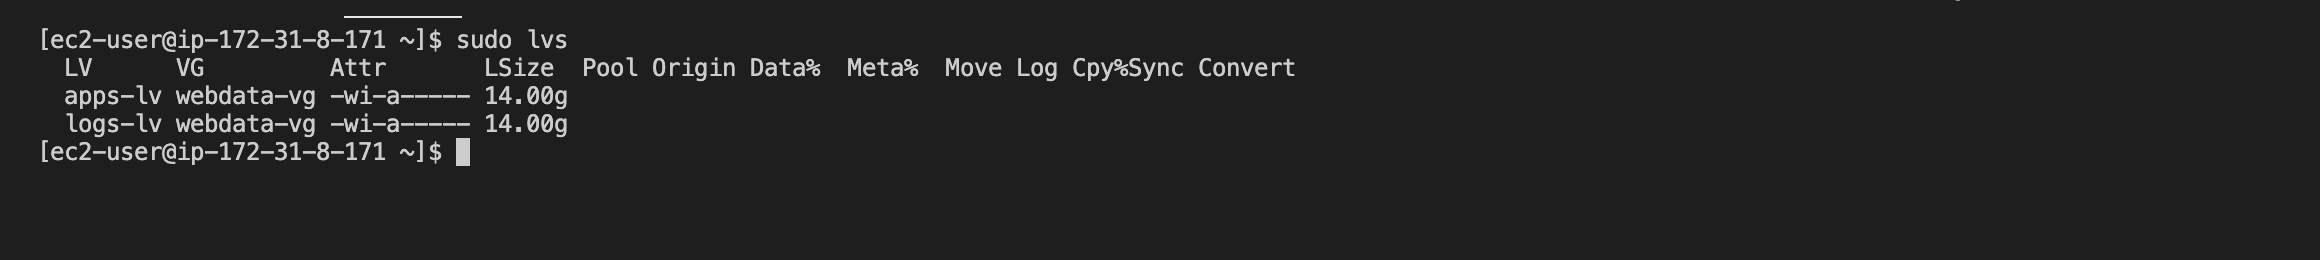 [ec2-user@ip-172-31-8-171 ~]$ sudo lvs
  LV      VG         Attr       LSize  Pool Origin Data%  Meta%  Move Log Cpy%Sync Convert
  apps-lv webdata-vg -wi-a----- 14.00g
  logs-lv webdata-vg -wi-a----- 14.00g
[ec2-user@ip-172-31-8-171 ~]$